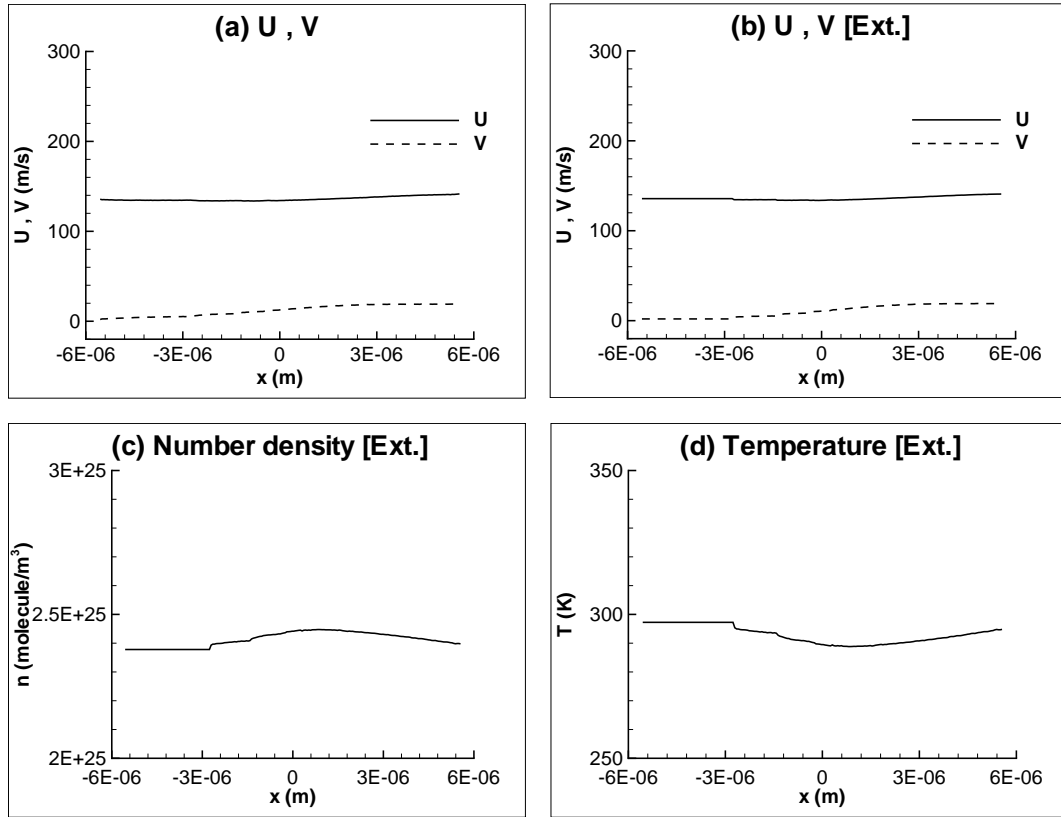 (a) U , V
300
200
100
0
U , V (m/s)
U
V
-6E-06 -3E-06 0 3E-06 6E-06
x (m)
(b) U , V [Ext.]
300
200
100
0
U , V (m/s)
U
V
-6E-06 -3E-06 0 3E-06 6E-06
x (m)
(c) Number density [Ext.]
3E+25
2.5E+25
2E+25
n (molecule/m³)
-6E-06 -3E-06 0 3E-06 6E-06
x (m)
(d) Temperature [Ext.]
350
300
250
T (K)
-6E-06 -3E-06 0 3E-06 6E-06
x (m)